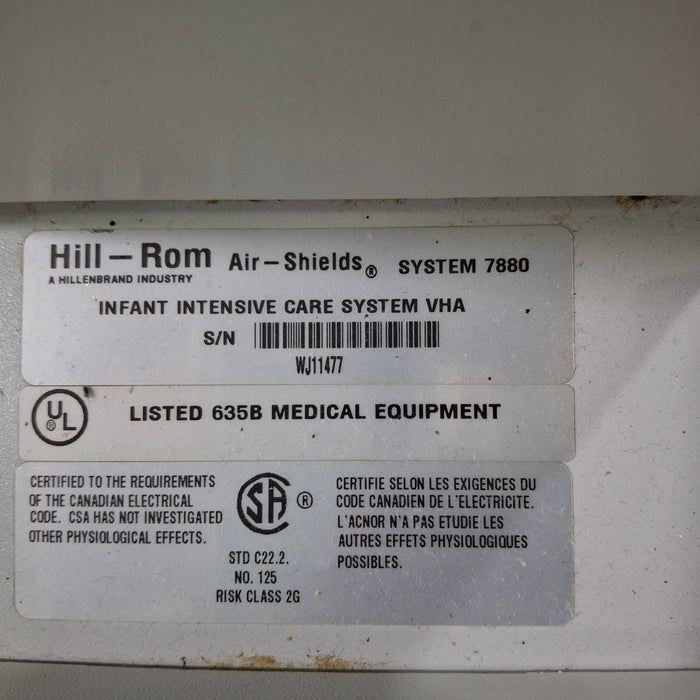 Hill-Rom Air-Shields® SYSTEM 7880
A HILLENBRAND INDUSTRY
INFANT INTENSIVE CARE SYSTEM VHA
S/N
WJ11477
UL ® LISTED 635B MEDICAL EQUIPMENT
CERTIFIED TO THE REQUIREMENTS
OF THE CANADIAN ELECTRICAL
CODE. CSA HAS NOT INVESTIGATED
OTHER PHYSIOLOGICAL EFFECTS.
SA ®
STD C22.2.
NO. 125
RISK CLASS 2G
CERTIFIE SELON LES EXIGENCES DU
CODE CANADIEN DE L'ELECTRICITE.
L'ACNOR N'A PAS ETUDIE LES
AUTRES EFFETS PHYSIOLOGIQUES
POSSIBLES.